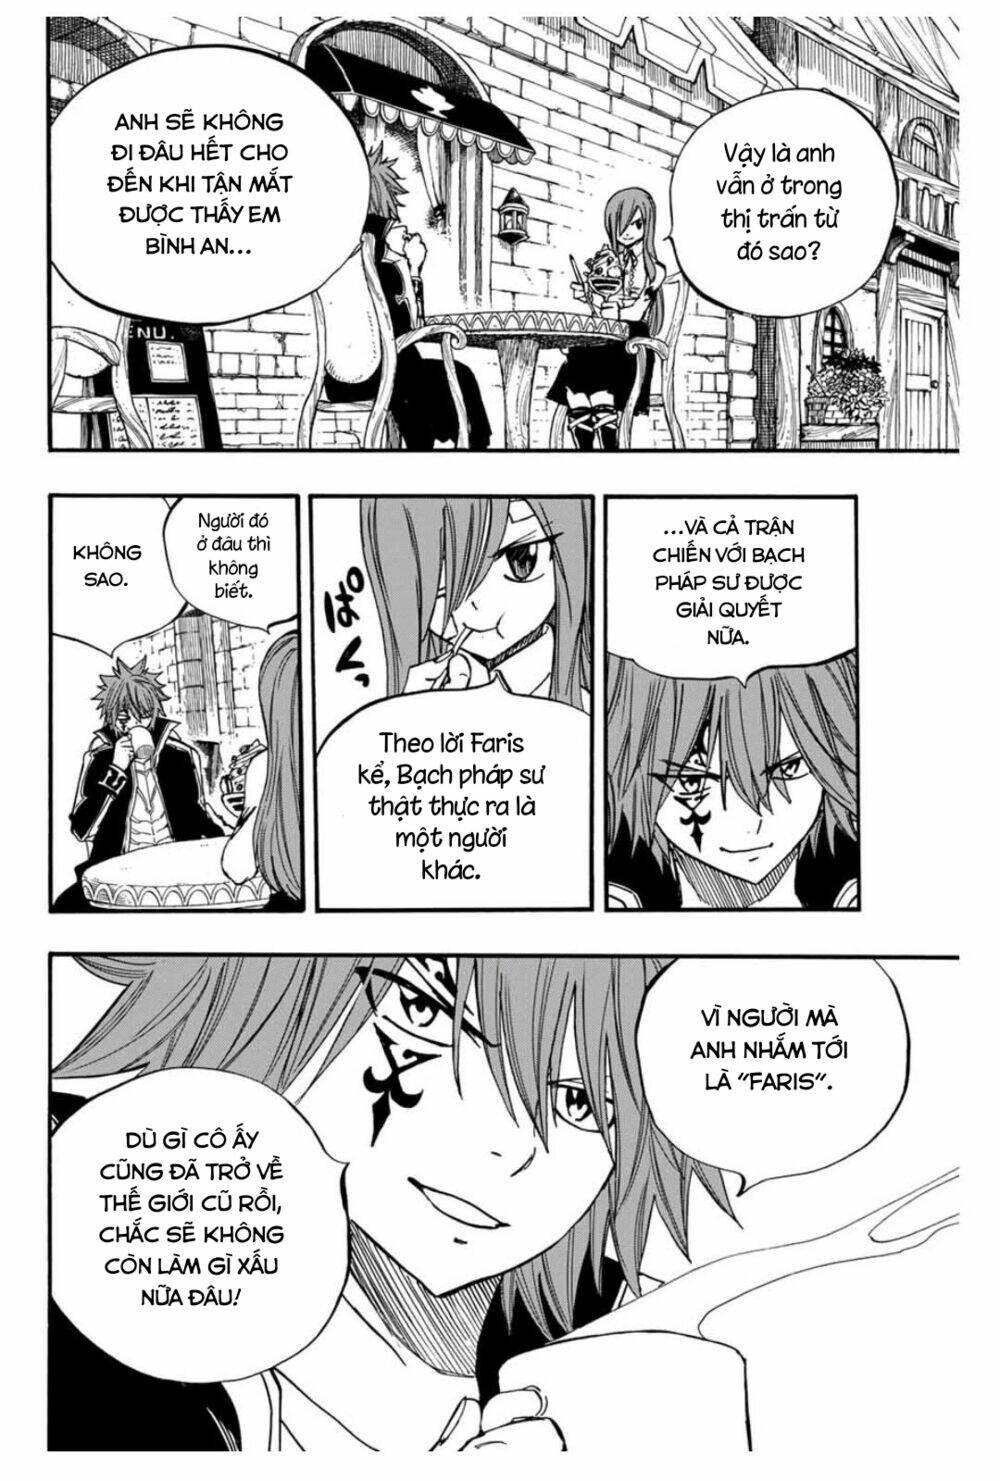 Vậy là anh
vẫn ở trong
thị trấn từ
đó sao?
ANH SẼ KHÔNG
ĐI ĐÂU HẾT CHO
ĐẾN KHI TẬN MẮT
ĐƯỢC THẤY EM
BÌNH AN...
ENU.
...VÀ CẢ TRẬN
CHIẾN VỚI BẠCH
PHÁP SƯ ĐƯỢC
GIẢI QUYẾT
NỮA.
ぱくっ
Theo lời Faris
kể, Bạch pháp sư
thật thực ra là
một người
khác.
Người đó
ở đâu thì
không
biết.
KHÔNG
SAO.
VÌ NGƯỜI MÀ
ANH NHẮM TỚI
LÀ "FARIS".
DÙ GÌ CÔ ẤY
CŨNG ĐÃ TRỞ VỀ
THẾ GIỚI CŨ RỒI,
CHẮC SẼ KHÔNG
CÒN LÀM GÌ XẤU
NỮA ĐÂU!